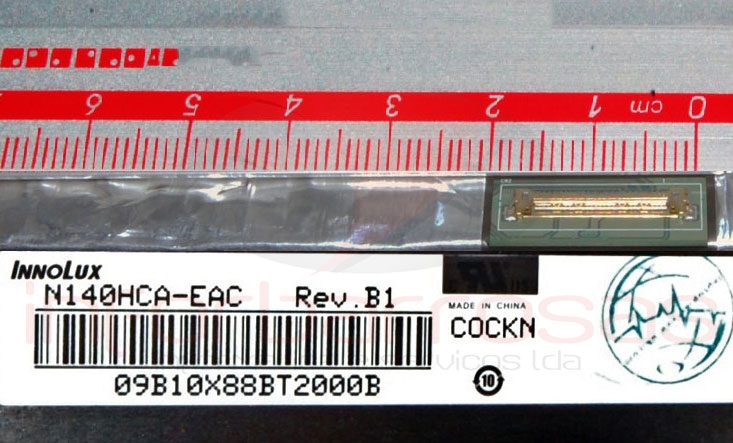 6 5 4 3 2 1 cm 0
INNOLUX
N140HCA-EAC Rev.B1
MADE IN CHINA
COCKN
09B10X88BT2000B
10